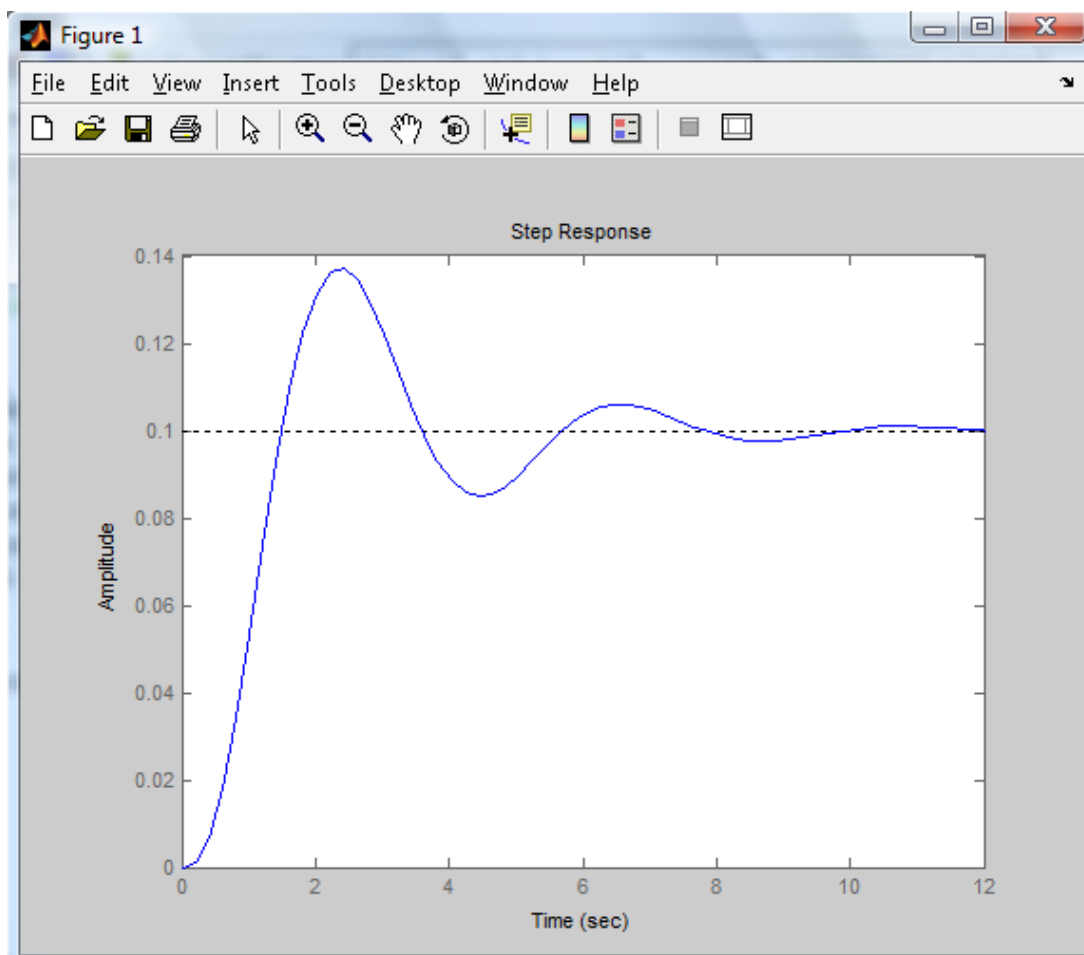 Figure 1
File Edit View Insert Tools Desktop Window Help
Step Response
0.14
0.12
0.1
0.08
0.06
0.04
0.02
0
Amplitude
0 2 4 6 8 10 12
Time (sec)